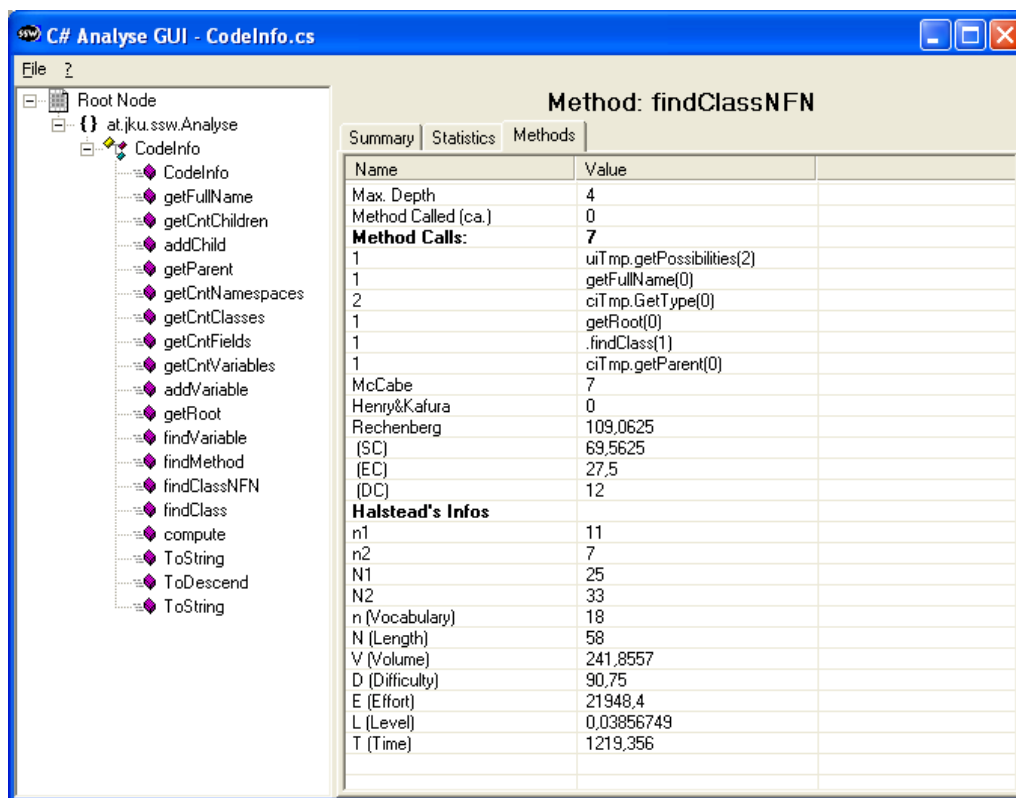 ssw C# Analyse GUI - CodeInfo.cs
File ?
Root Node
{} at.jku.ssw.Analyse
CodeInfo
CodeInfo
getFullName
getCntChildren
addChild
getParent
getCntNamespaces
getCntClasses
getCntFields
getCntVariables
addVariable
getRoot
findVariable
findMethod
findClassNFN
findClass
compute
ToString
ToDescend
ToString
Method: findClassNFN
Summary Statistics Methods
Name Value
Max. Depth 4
Method Called (ca.) 0
Method Calls: 7
1 uiTmp.getPossibilities(2)
1 getFullName(0)
2 ciTmp.GetType(0)
1 getRoot(0)
1 .findClass(1)
1 ciTmp.getParent(0)
McCabe 7
Henry&Kafura 0
Rechenberg 109,0625
(SC) 69,5625
(EC) 27,5
(DC) 12
Halstead's Infos
n1 11
n2 7
N1 25
N2 33
n (Vocabulary) 18
N (Length) 58
V (Volume) 241,8557
D (Difficulty) 90,75
E (Effort) 21948,4
L (Level) 0,03856749
T (Time) 1219,356